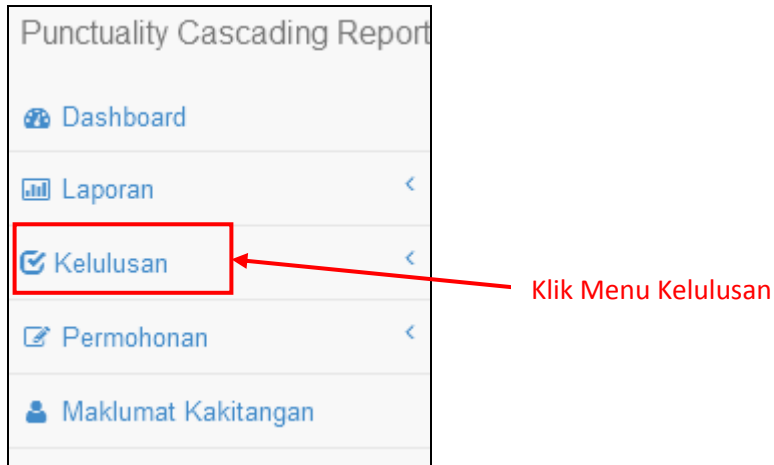 Punctuality Cascading Report
Dashboard
Laporan
Kelulusan
Klik Menu Kelulusan
Permohonan
Maklumat Kakitangan